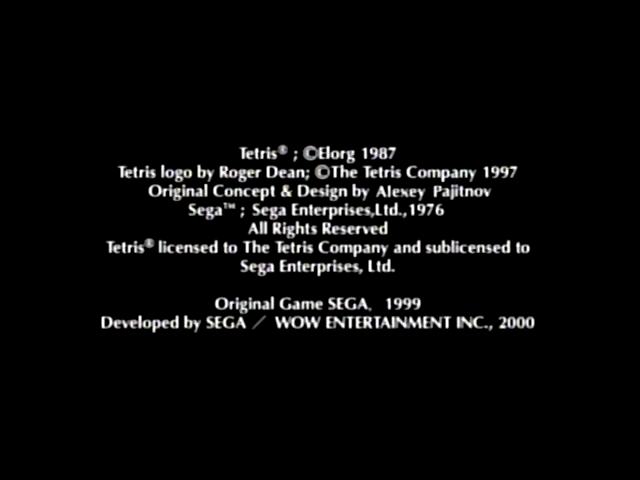 Tetris® ; ©Elorg 1987
Tetris logo by Roger Dean; ©The Tetris Company 1997
Original Concept & Design by Alexey Pajitnov
Sega™ ; Sega Enterprises,Ltd.,1976
All Rights Reserved
Tetris® licensed to The Tetris Company and sublicensed to
Sega Enterprises, Ltd.
Original Game SEGA, 1999
Developed by SEGA / WOW ENTERTAINMENT INC., 2000